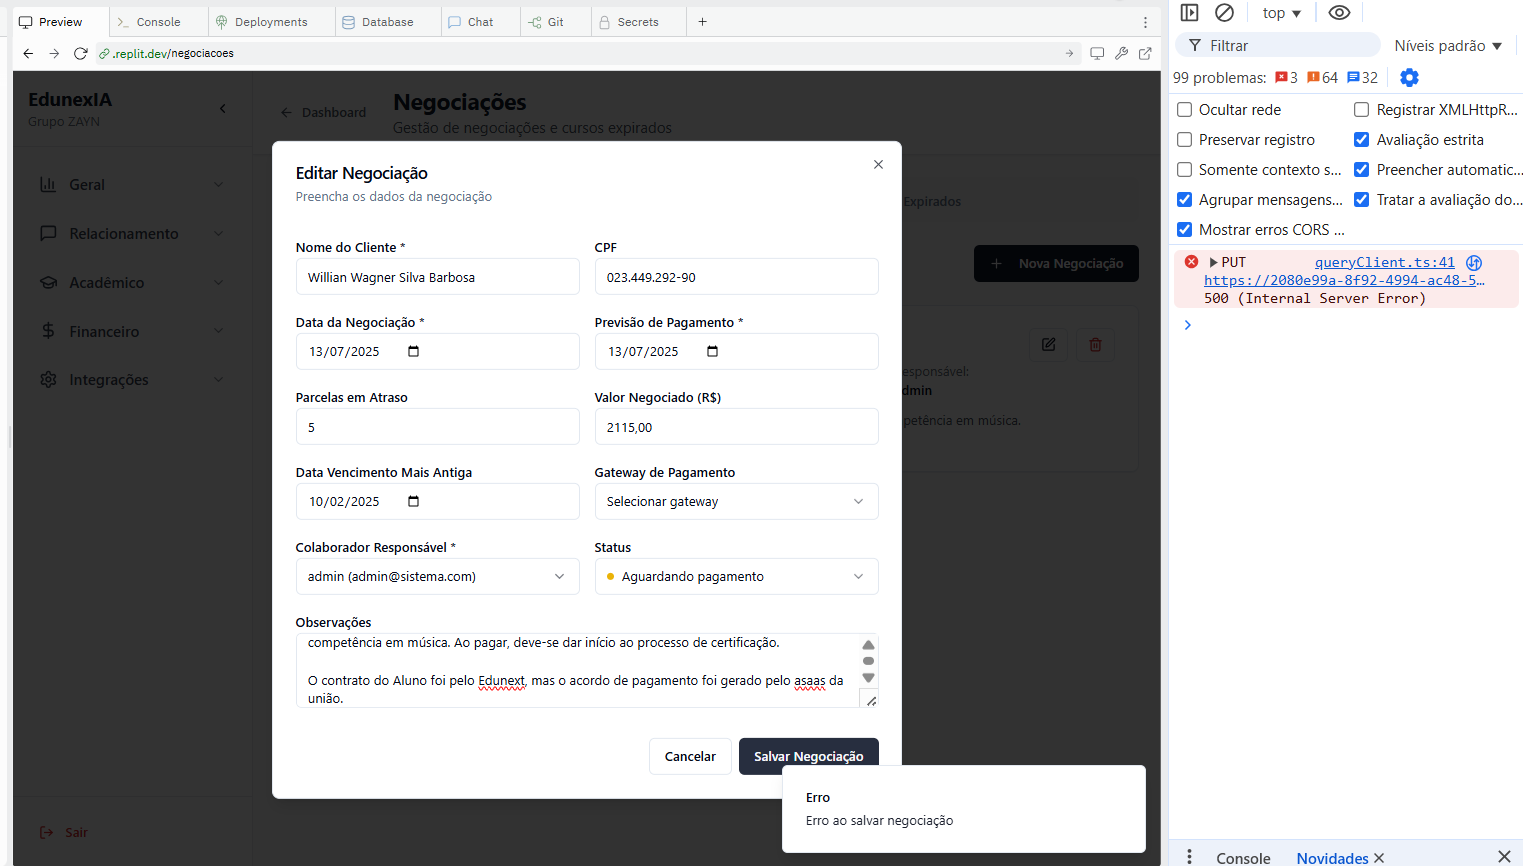 Preview
Console
Deployments
Database
Chat
Git
Secrets
.replit.dev/negociacoes
EdunexIA
Grupo ZAYN
Geral
Relacionamento
Acadêmico
Financeiro
Integrações
Sair
Dashboard
Negociações
Gestão de negociações e cursos expirados
Expirados
Nova Negociação
esponsável:
dmin
petência em música.
Editar Negociação
Preencha os dados da negociação
Nome do Cliente *
CPF
Willian Wagner Silva Barbosa
023.449.292-90
Data da Negociação *
Previsão de Pagamento *
13/07/2025
13/07/2025
Parcelas em Atraso
Valor Negociado (R$)
5
2115,00
Data Vencimento Mais Antiga
Gateway de Pagamento
10/02/2025
Selecionar gateway
Colaborador Responsável *
Status
admin (admin@sistema.com)
Aguardando pagamento
Observações
competência em música. Ao pagar, deve-se dar início ao processo de certificação.
O contrato do Aluno foi pelo Edunext, mas o acordo de pagamento foi gerado pelo asaas da
união.
Cancelar
Salvar Negociação
Erro
Erro ao salvar negociação
top
Filtrar
Níveis padrão
99 problemas:
3
64
32
Ocultar rede
Registrar XMLHttpR...
Preservar registro
Avaliação estrita
Somente contexto s...
Preencher automatic...
Agrupar mensagens...
Tratar a avaliação do...
Mostrar erros CORS ...
PUT
queryClient.ts:41
https://2080e99a-8f92-4994-ac48-5…
500 (Internal Server Error)
Console
Novidades